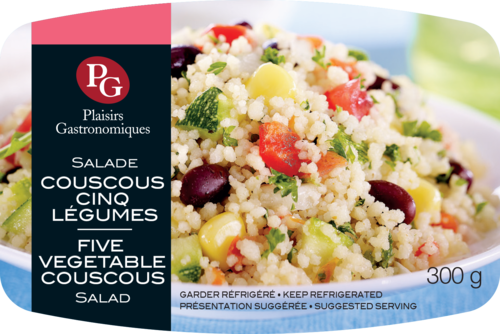 PG
Plaisirs
Gastronomiques
SALADE
COUSCOUS
CINQ
LÉGUMES
FIVE
VEGETABLE
COUSCOUS
SALAD
300 g
GARDER RÉFRIGÉRÉ • KEEP REFRIGERATED
PRÉSENTATION SUGGÉRÉE • SUGGESTED SERVING